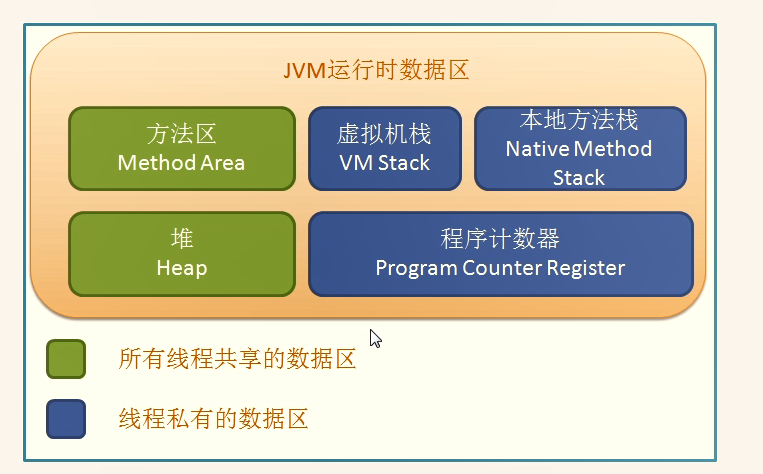 JVM运行时数据区
方法区
Method Area
虚拟机栈
VM Stack
本地方法栈
Native Method
Stack
堆
Heap
程序计数器
Program Counter Register
所有线程共享的数据区
线程私有的数据区